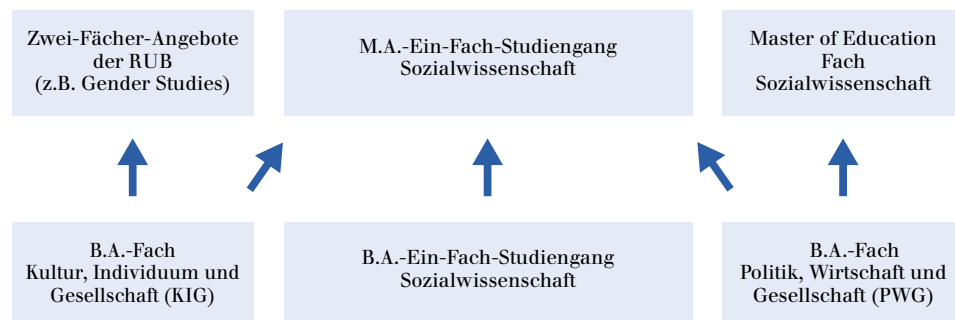 Zwei-Fächer-Angebote
der RUB
(z.B. Gender Studies)
M.A.-Ein-Fach-Studiengang
Sozialwissenschaft
Master of Education
Fach
Sozialwissenschaft
B.A.-Fach
Kultur, Individuum und
Gesellschaft (KIG)
B.A.-Ein-Fach-Studiengang
Sozialwissenschaft
B.A.-Fach
Politik, Wirtschaft und
Gesellschaft (PWG)